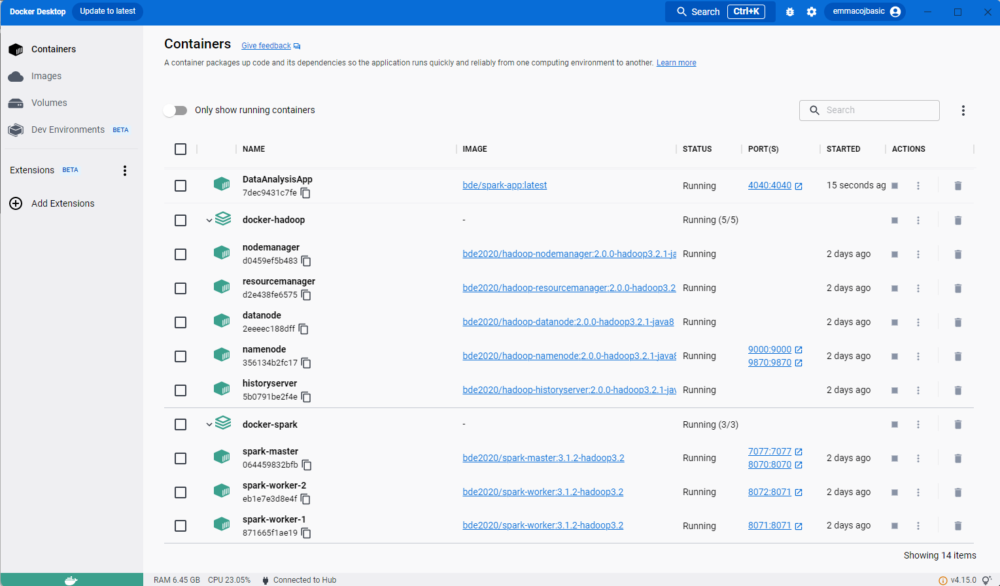 Docker Desktop Update to latest Search Ctrl+K emmacojbasic
Containers
Images
Volumes
Dev Environments BETA
Extensions BETA
Add Extensions
Containers Give feedback
A container packages up code and its dependencies so the application runs quickly and reliably from one computing environment to another. Learn more
Only show running containers Search
NAME IMAGE STATUS PORT(S) STARTED ACTIONS
DataAnalysisApp
7dec9431c7fe bde/spark-app:latest Running 4040:4040 15 seconds ag
docker-hadoop - Running (5/5)
nodemanager
d0459ef5b483 bde2020/hadoop-nodemanager:2.0.0-hadoop3.2.1-ja Running 2 days ago
resourcemanager
d2e438fe6575 bde2020/hadoop-resourcemanager:2.0.0-hadoop3.2 Running 2 days ago
datanode
2eeeec188dff bde2020/hadoop-datanode:2.0.0-hadoop3.2.1-java8 Running 2 days ago
namenode
356134b2fc17 bde2020/hadoop-namenode:2.0.0-hadoop3.2.1-java8 Running 9000:9000 2 days ago
9870:9870
historyserver
5b0791be2f4e bde2020/hadoop-historyserver:2.0.0-hadoop3.2.1-jav Running 2 days ago
docker-spark - Running (3/3)
spark-master
064459832bfb bde2020/spark-master:3.1.2-hadoop3.2 Running 7077:7077 2 days ago
8070:8070
spark-worker-2
eb1e7e3d8e4f bde2020/spark-worker:3.1.2-hadoop3.2 Running 8072:8071 2 days ago
spark-worker-1
871665f1ae19 bde2020/spark-worker:3.1.2-hadoop3.2 Running 8071:8071 2 days ago
Showing 14 items
RAM 6.45 GB CPU 23.05% Connected to Hub v4.15.0